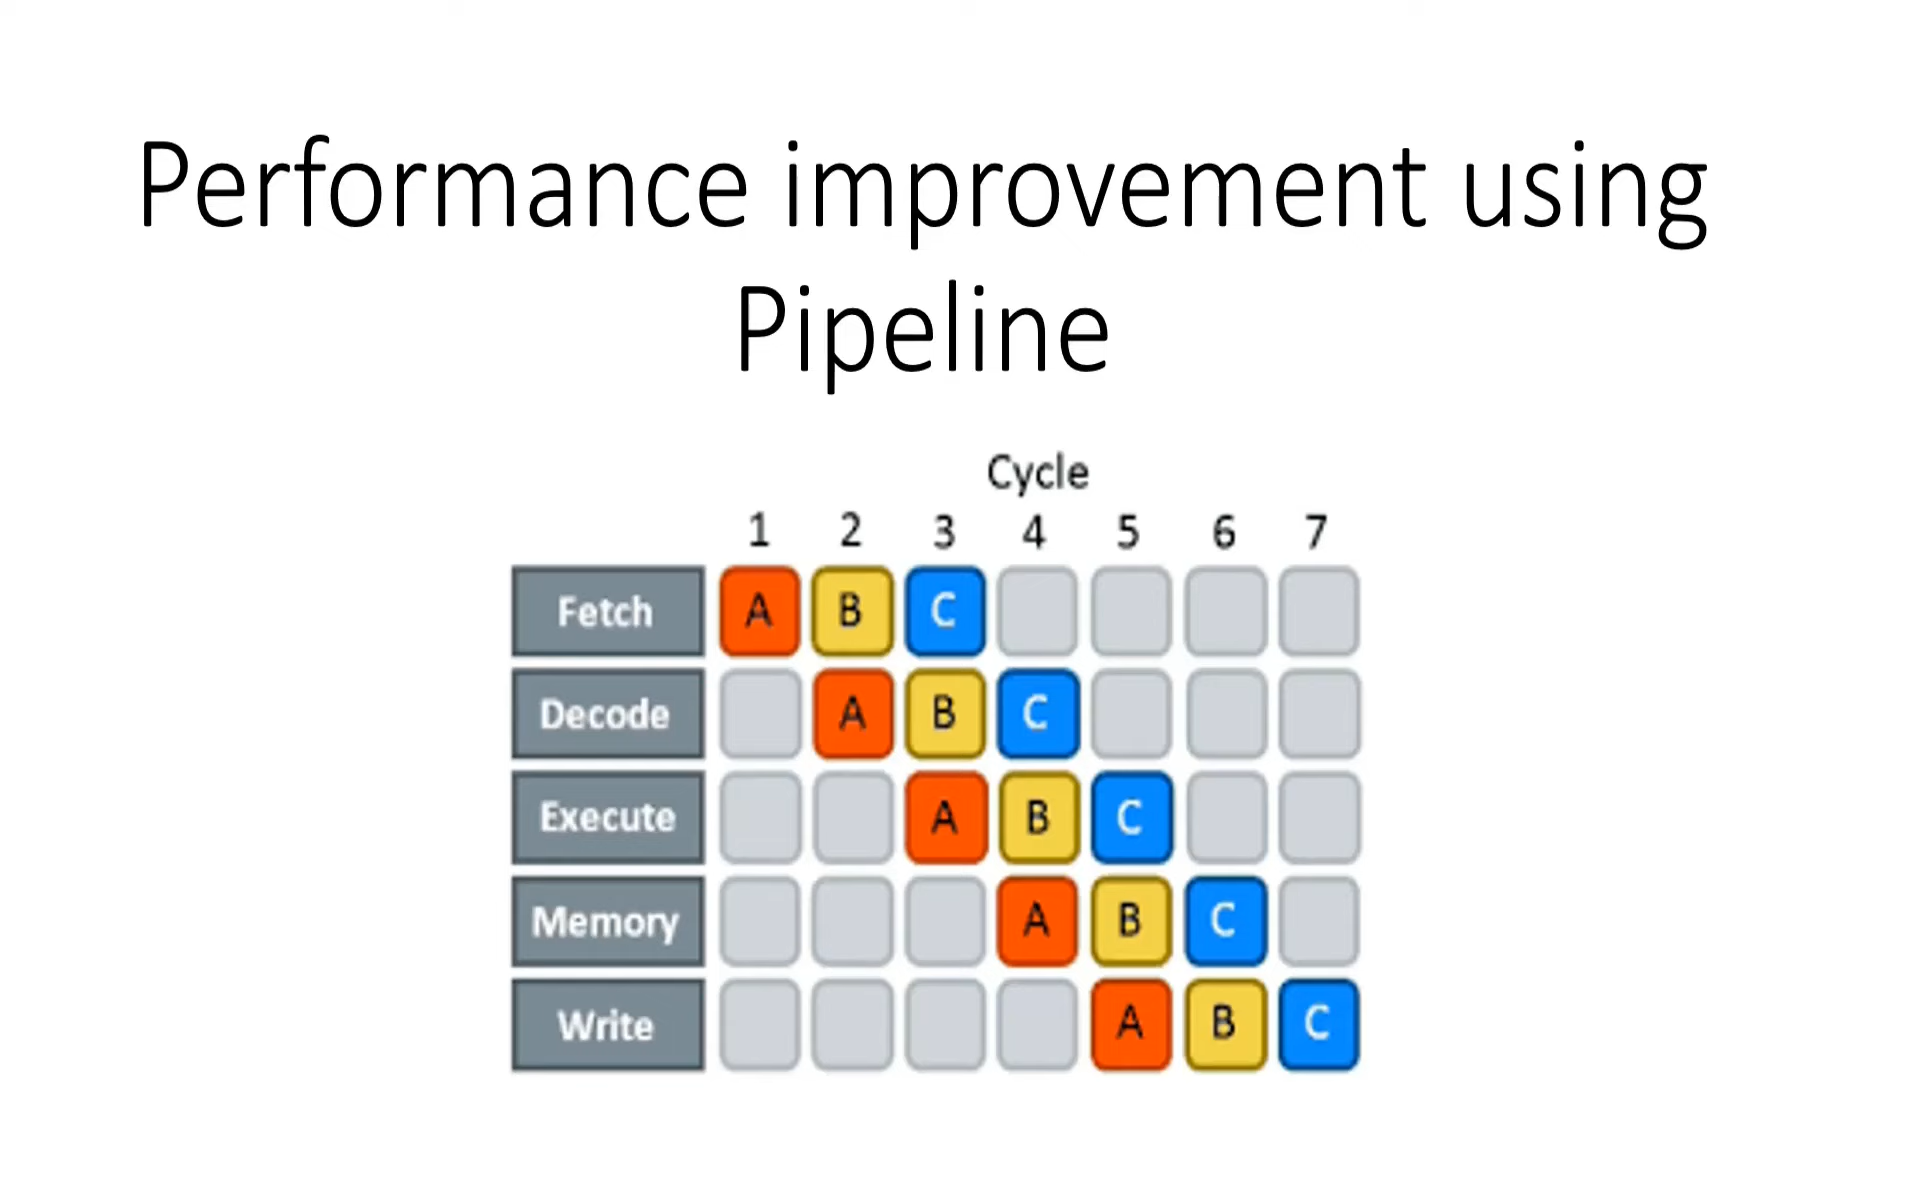 Performance improvement using
Pipeline
Cycle
1 2 3 4 5 6 7
Fetch A B C
Decode A B C
Execute A B C
Memory A B C
Write A B C